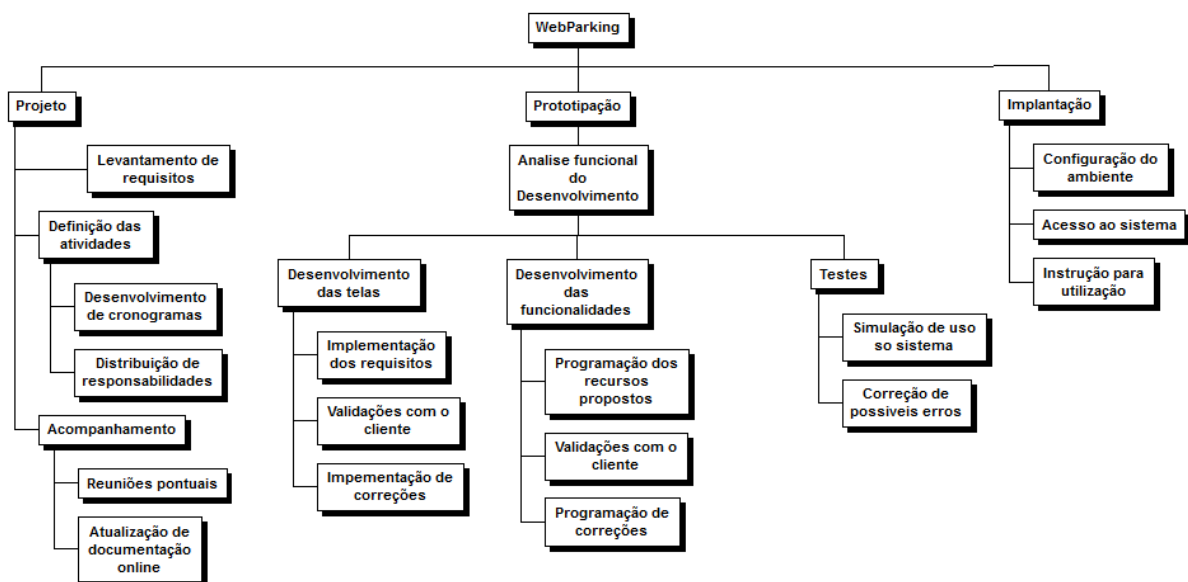 WebParking
Projeto
Levantamento de
requisitos
Definição das
atividades
Desenvolvimento
de cronogramas
Distribuição de
responsabilidades
Acompanhamento
Reuniões pontuais
Atualização de
documentação
online
Prototipação
Analise funcional
do
Desenvolvimento
Desenvolvimento
das telas
Implementação
dos requisitos
Validações com o
cliente
Impementação de
correções
Desenvolvimento
das
funcionalidades
Programação dos
recursos
propostos
Validações com o
cliente
Programação de
correções
Testes
Simulação de uso
so sistema
Correção de
possiveis erros
Implantação
Configuração do
ambiente
Acesso ao sistema
Instrução para
utilização